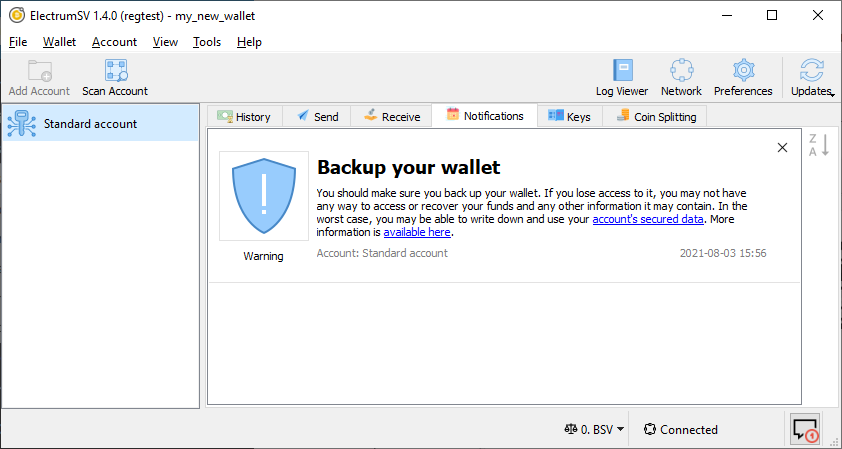 ElectrumSV 1.4.0 (regtest) - my_new_wallet
File Wallet Account View Tools Help
Add Account Scan Account Log Viewer Network Preferences Updates
Standard account
History Send Receive Notifications Keys Coin Splitting
Z
A
Backup your wallet
You should make sure you back up your wallet. If you lose access to it, you may not have
any way to access or recover your funds and any other information it may contain. In the
worst case, you may be able to write down and use your account's secured data. More
information is available here.
Warning
Account: Standard account 2021-08-03 15:56
0. BSV Connected 1